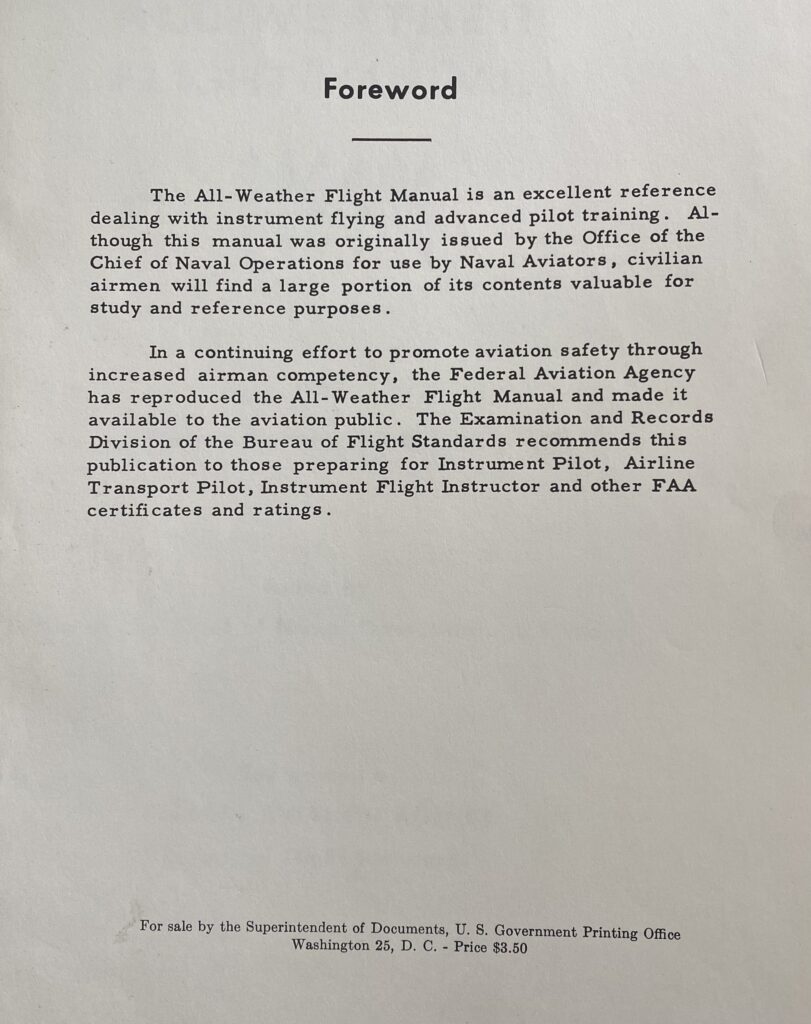 Foreword
The All-Weather Flight Manual is an excellent reference
dealing with instrument flying and advanced pilot training. Al-
though this manual was originally issued by the Office of the
Chief of Naval Operations for use by Naval Aviators, civilian
airmen will find a large portion of its contents valuable for
study and reference purposes.
In a continuing effort to promote aviation safety through
increased airman competency, the Federal Aviation Agency
has reproduced the All-Weather Flight Manual and made it
available to the aviation public. The Examination and Records
Division of the Bureau of Flight Standards recommends this
publication to those preparing for Instrument Pilot, Airline
Transport Pilot, Instrument Flight Instructor and other FAA
certificates and ratings.
For sale by the Superintendent of Documents, U. S. Government Printing Office
Washington 25, D. C. - Price $3.50